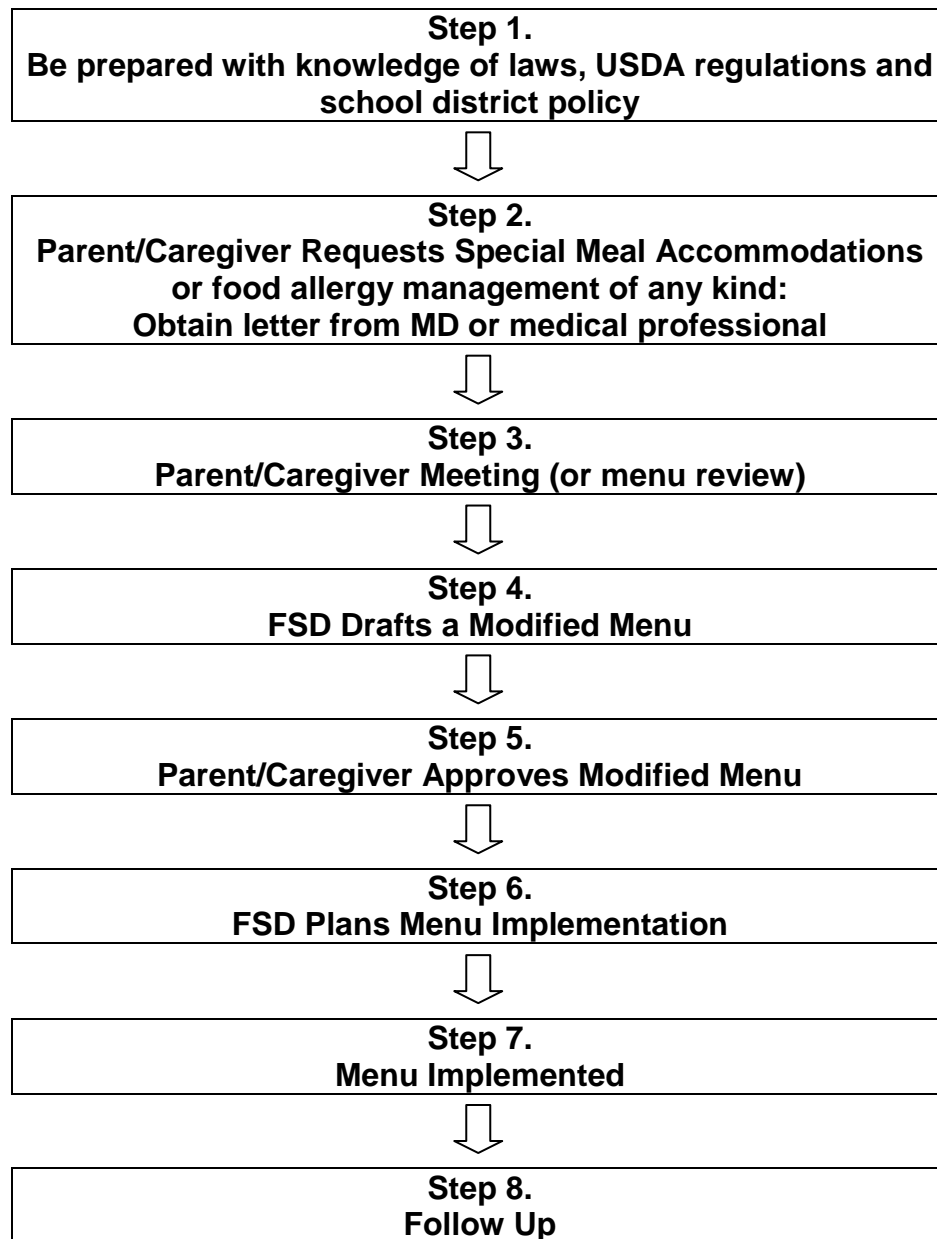 Step 1.
Be prepared with knowledge of laws, USDA regulations and
school district policy
Step 2.
Parent/Caregiver Requests Special Meal Accommodations
or food allergy management of any kind:
Obtain letter from MD or medical professional
Step 3.
Parent/Caregiver Meeting (or menu review)
Step 4.
FSD Drafts a Modified Menu
Step 5.
Parent/Caregiver Approves Modified Menu
Step 6.
FSD Plans Menu Implementation
Step 7.
Menu Implemented
Step 8.
Follow Up